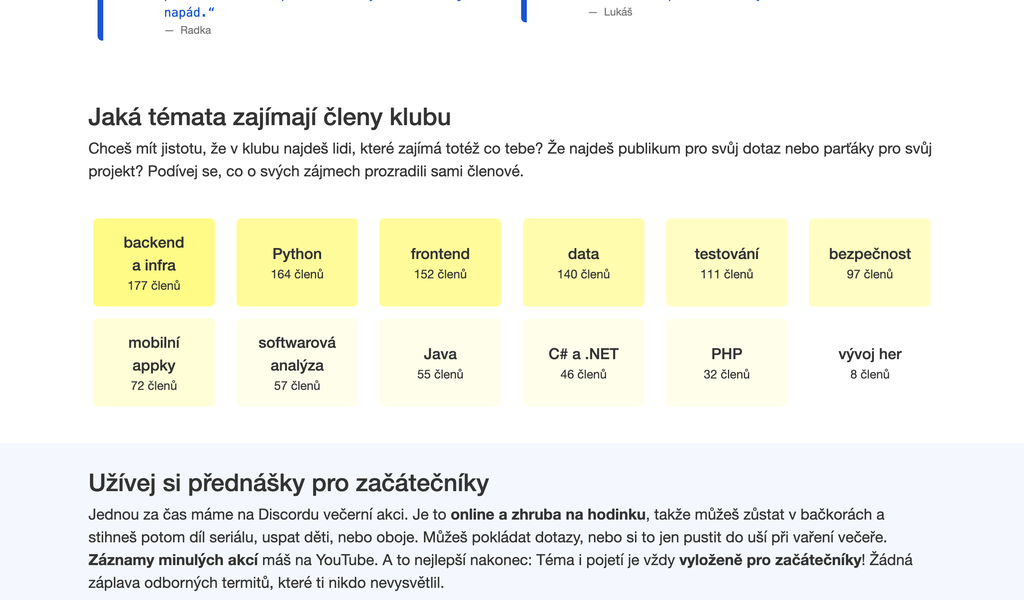 napád.“
— Radka
— Lukáš
Jaká témata zajímají členy klubu
Chceš mít jistotu, že v klubu najdeš lidi, které zajímá totéž co tebe? Že najdeš publikum pro svůj dotaz nebo parťáky pro svůj
projekt? Podívej se, co o svých zájmech prozradili sami členové.
backend
a infra
177 členů
Python
164 členů
frontend
152 členů
data
140 členů
testování
111 členů
bezpečnost
97 členů
mobilní
appky
72 členů
softwarová
analýza
57 členů
Java
55 členů
C# a .NET
46 členů
PHP
32 členů
vývoj her
8 členů
Užívej si přednášky pro začátečníky
Jednou za čas máme na Discordu večerní akci. Je to online a zhruba na hodinku, takže můžeš zůstat v bačkorách a
stihneš potom díl seriálu, uspat děti, nebo oboje. Můžeš pokládat dotazy, nebo si to jen pustit do uší při vaření večeře.
Záznamy minulých akcí máš na YouTube. A to nejlepší nakonec: Téma i pojetí je vždy vyloženě pro začátečníky! Žádná
záplava odborných termitů, které ti nikdo nevysvětlil.